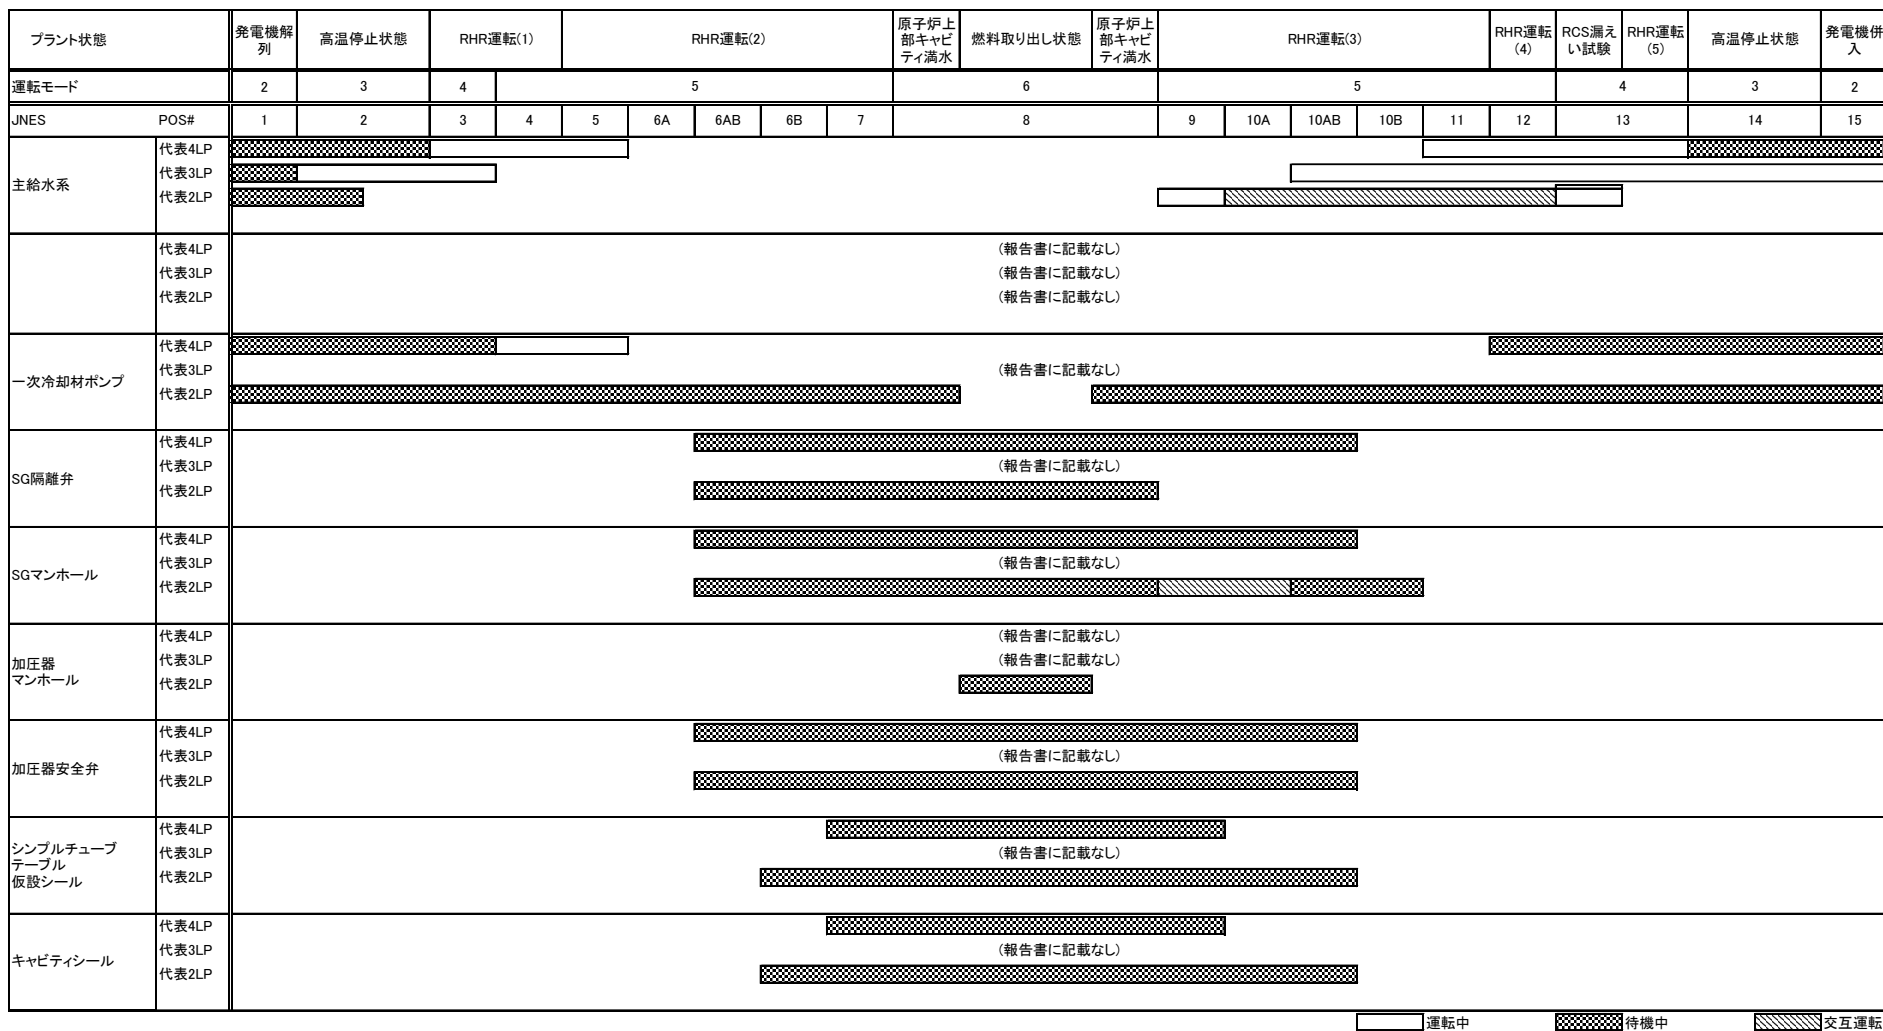 プラント状態 発電機解列 高温停止状態 RHR運転(1) RHR運転(2) 原子炉上部キャビティ満水 燃料取り出し状態 原子炉上部キャビティ満水 RHR運転(3) RHR運転(4) RCS漏えい試験 RHR運転(5) 高温停止状態 発電機併入
運転モード 2 3 4 5 6 5 4 3 2
JNES POS# 1 2 3 4 5 6A 6AB 6B 7 8 9 10A 10AB 10B 11 12 13 14 15
主給水系
代表4LP
代表3LP
代表2LP
代表4LP (報告書に記載なし)
代表3LP (報告書に記載なし)
代表2LP (報告書に記載なし)
一次冷却材ポンプ
代表4LP
代表3LP (報告書に記載なし)
代表2LP
SG隔離弁
代表4LP
代表3LP (報告書に記載なし)
代表2LP
SGマンホール
代表4LP
代表3LP (報告書に記載なし)
代表2LP
加圧器
マンホール
代表4LP (報告書に記載なし)
代表3LP (報告書に記載なし)
代表2LP
加圧器安全弁
代表4LP
代表3LP (報告書に記載なし)
代表2LP
シンプルチューブ
テーブル
仮設シール
代表4LP
代表3LP (報告書に記載なし)
代表2LP
キャビティシール
代表4LP
代表3LP (報告書に記載なし)
代表2LP
運転中 待機中 交互運転